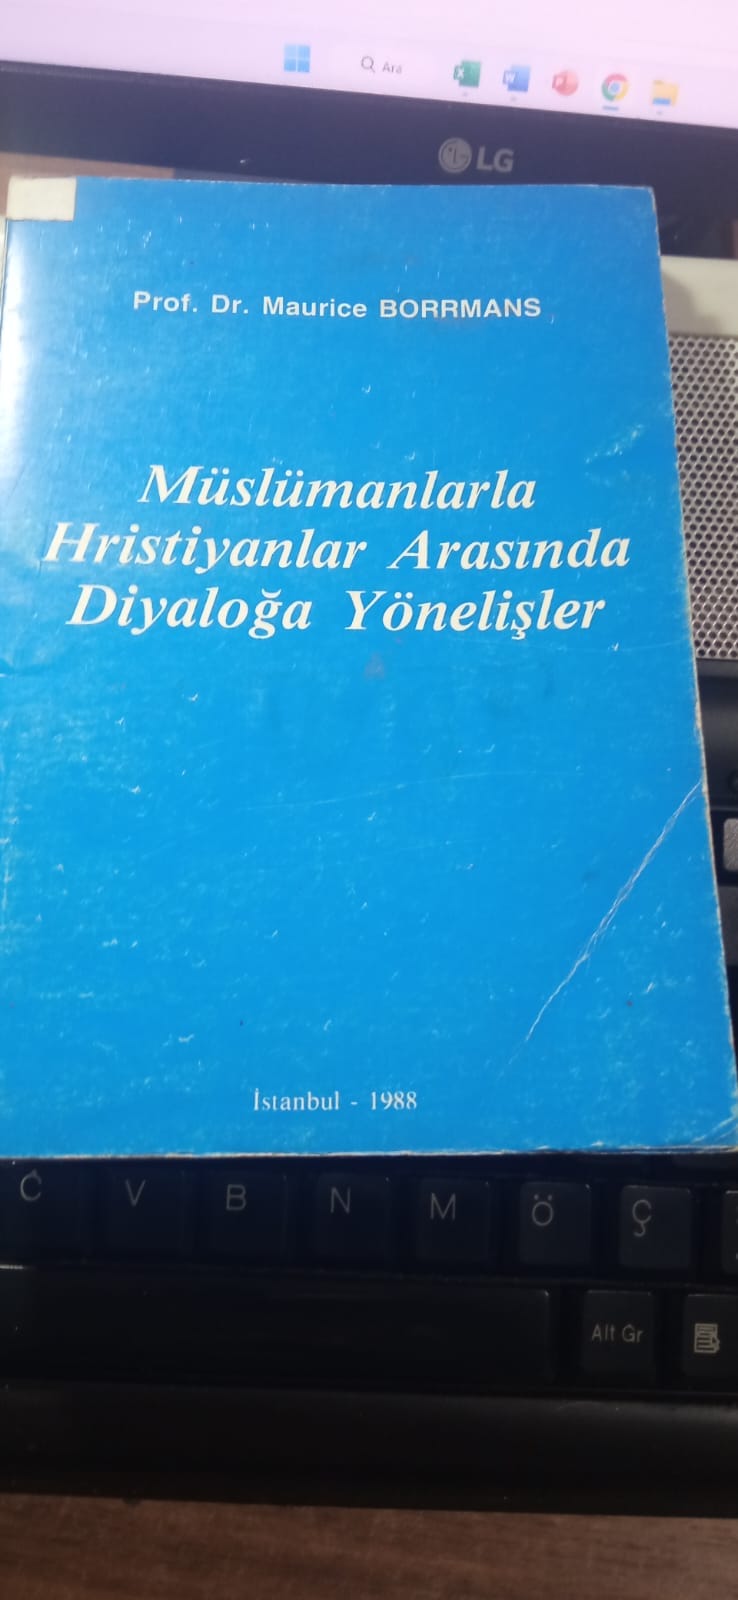 Ara
LG
Prof. Dr. Maurice BORRMANS
Müslümanlarla
Hristiyanlar Arasında
Diyaloğa Yönelişler
İstanbul - 1988
C V B N M Ö Ç
Alt Gr